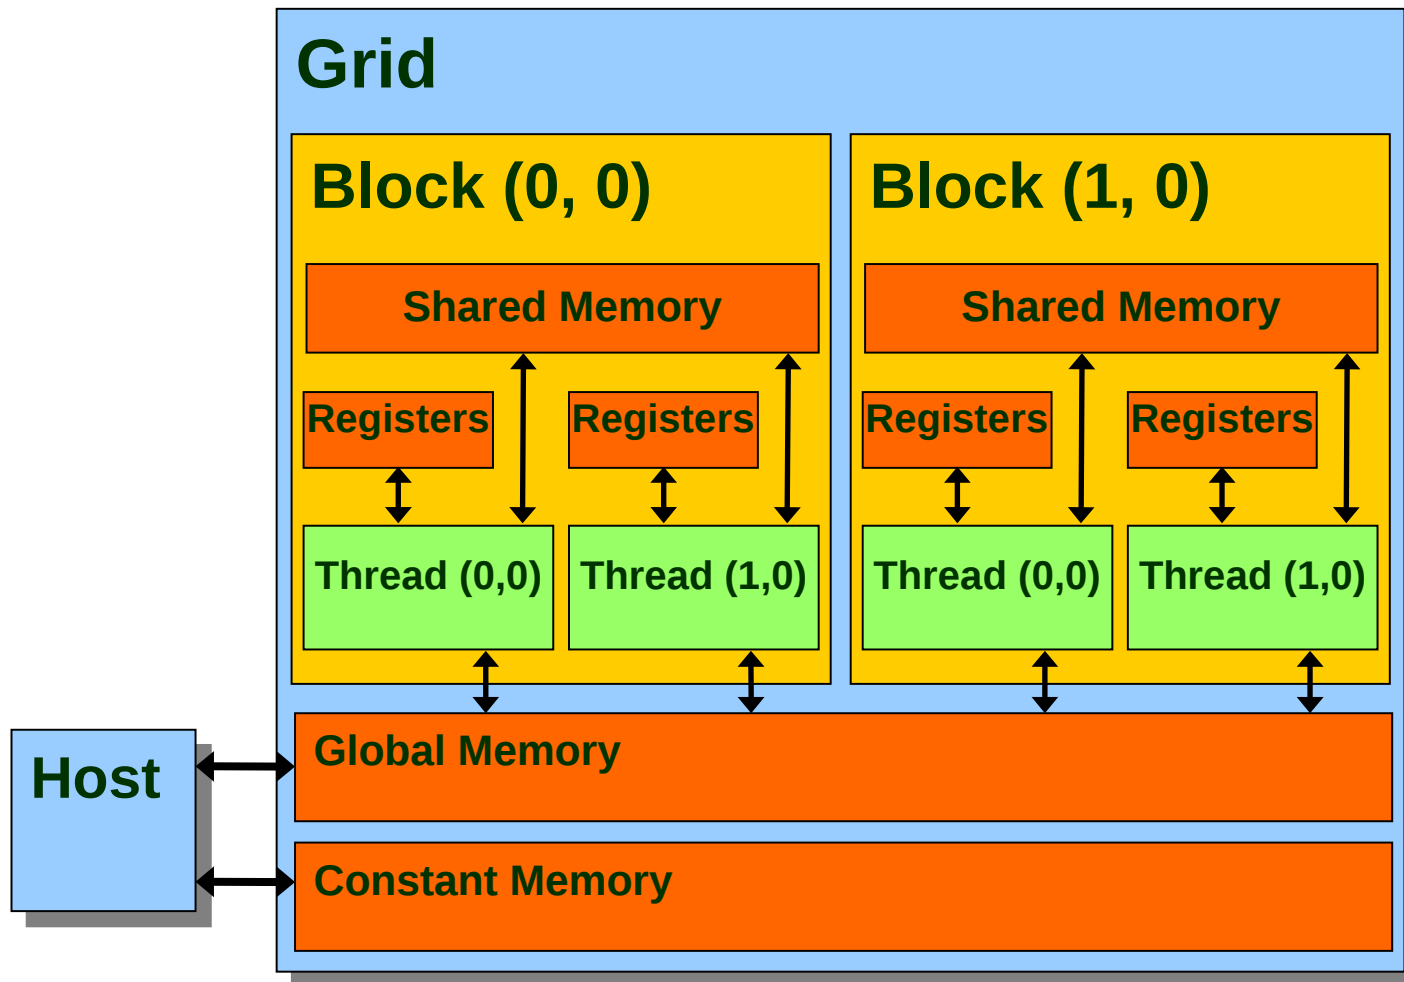 Grid
Block (0, 0)
Block (1, 0)
Shared Memory
Shared Memory
Registers
Registers
Registers
Registers
Thread (0,0)
Thread (1,0)
Thread (0,0)
Thread (1,0)
Host
Global Memory
Constant Memory